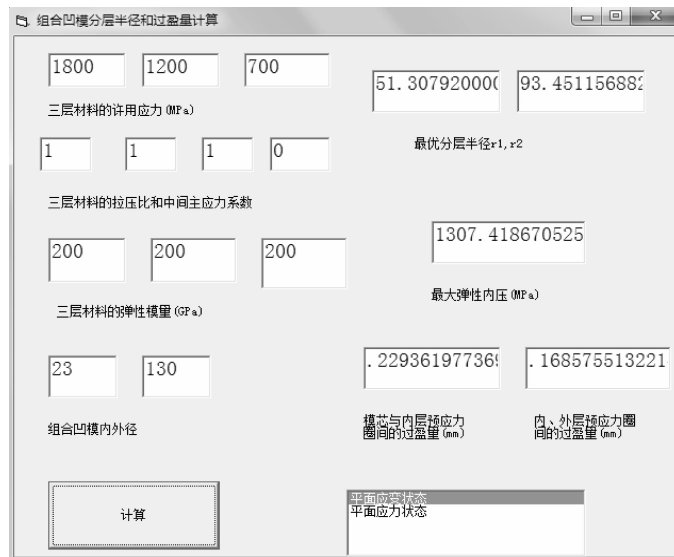 组合凹模分层半径和过盈量计算
1800 1200 700
三层材料的许用应力(MPa)
51.30792000 93.45115688
最优分层半径r1,r2
1 1 1 0
三层材料的拉压比和中间主应力系数
200 200 200
三层材料的弹性模量(GPa)
1307.418670525
最大弹性内压(MPa)
23 130
组合凹模内外径
.22936197736 .168575513221
模芯与内层预应力
圈间的过盈量(mm)
内、外层预应力圈
间的过盈量(mm)
计算
平面应变状态
平面应力状态